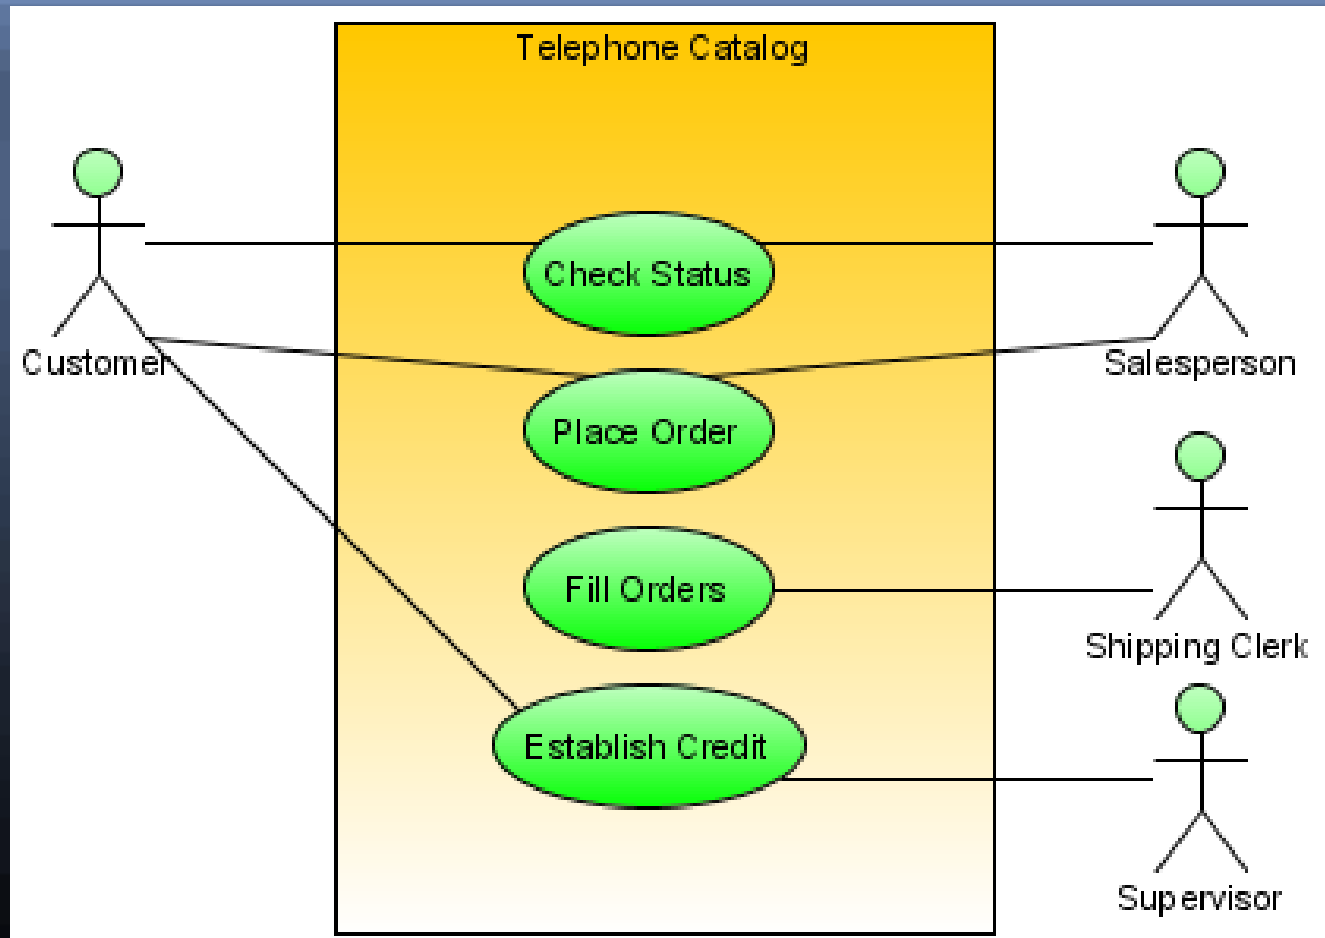 Telephone Catalog
Check Status
Customer
Salesperson
Place Order
Fill Orders
Shipping Clerk
Establish Credit
Supervisor